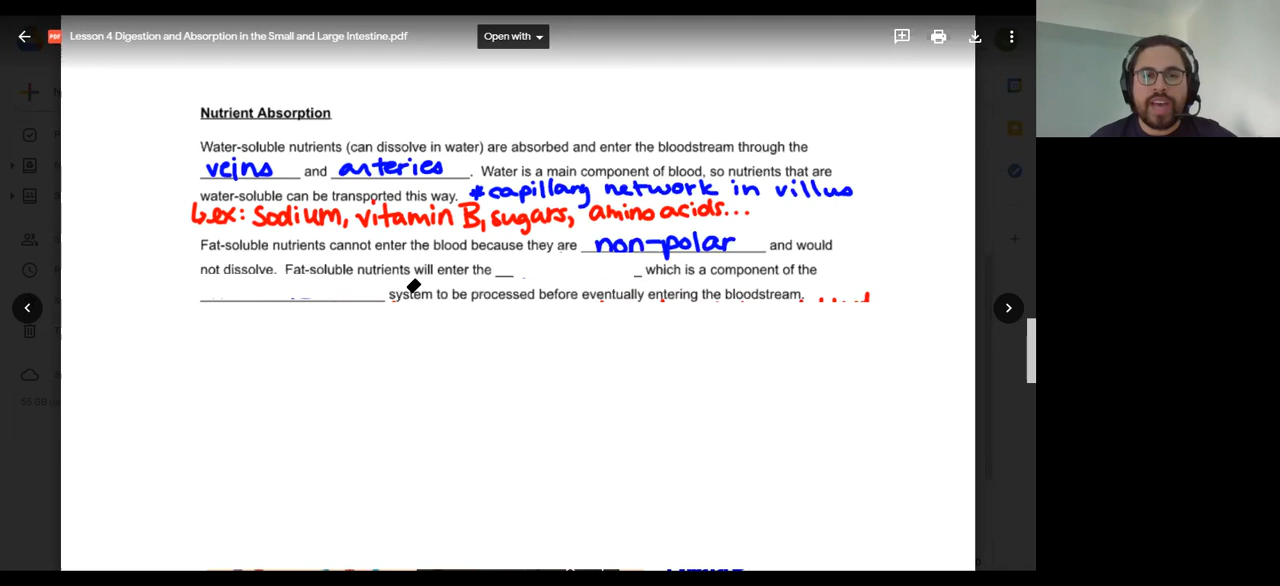 PDF Lesson 4 Digestion and Absorption in the Small and Large Intestine.pdf
Open with
Nutrient Absorption
Water-soluble nutrients (can dissolve in water) are absorbed and enter the bloodstream through the
veins and arteries. Water is a main component of blood, so nutrients that are
water-soluble can be transported this way. *capillary network in villus
ex: Sodium, vitamin B, sugars, amino acids...
Fat-soluble nutrients cannot enter the blood because they are non-polar and would
not dissolve. Fat-soluble nutrients will enter the which is a component of the
system to be processed before eventually entering the bloodstream.
55 GB